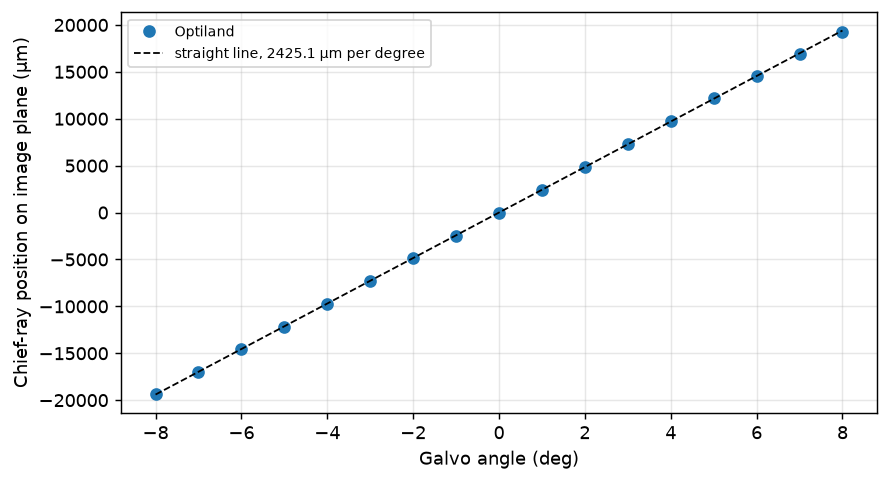 Optiland
straight line, 2425.1 µm per degree
Chief-ray position on image plane (µm)
20000
15000
10000
5000
0
−5000
−10000
−15000
−20000
−8 −6 −4 −2 0 2 4 6 8
Galvo angle (deg)